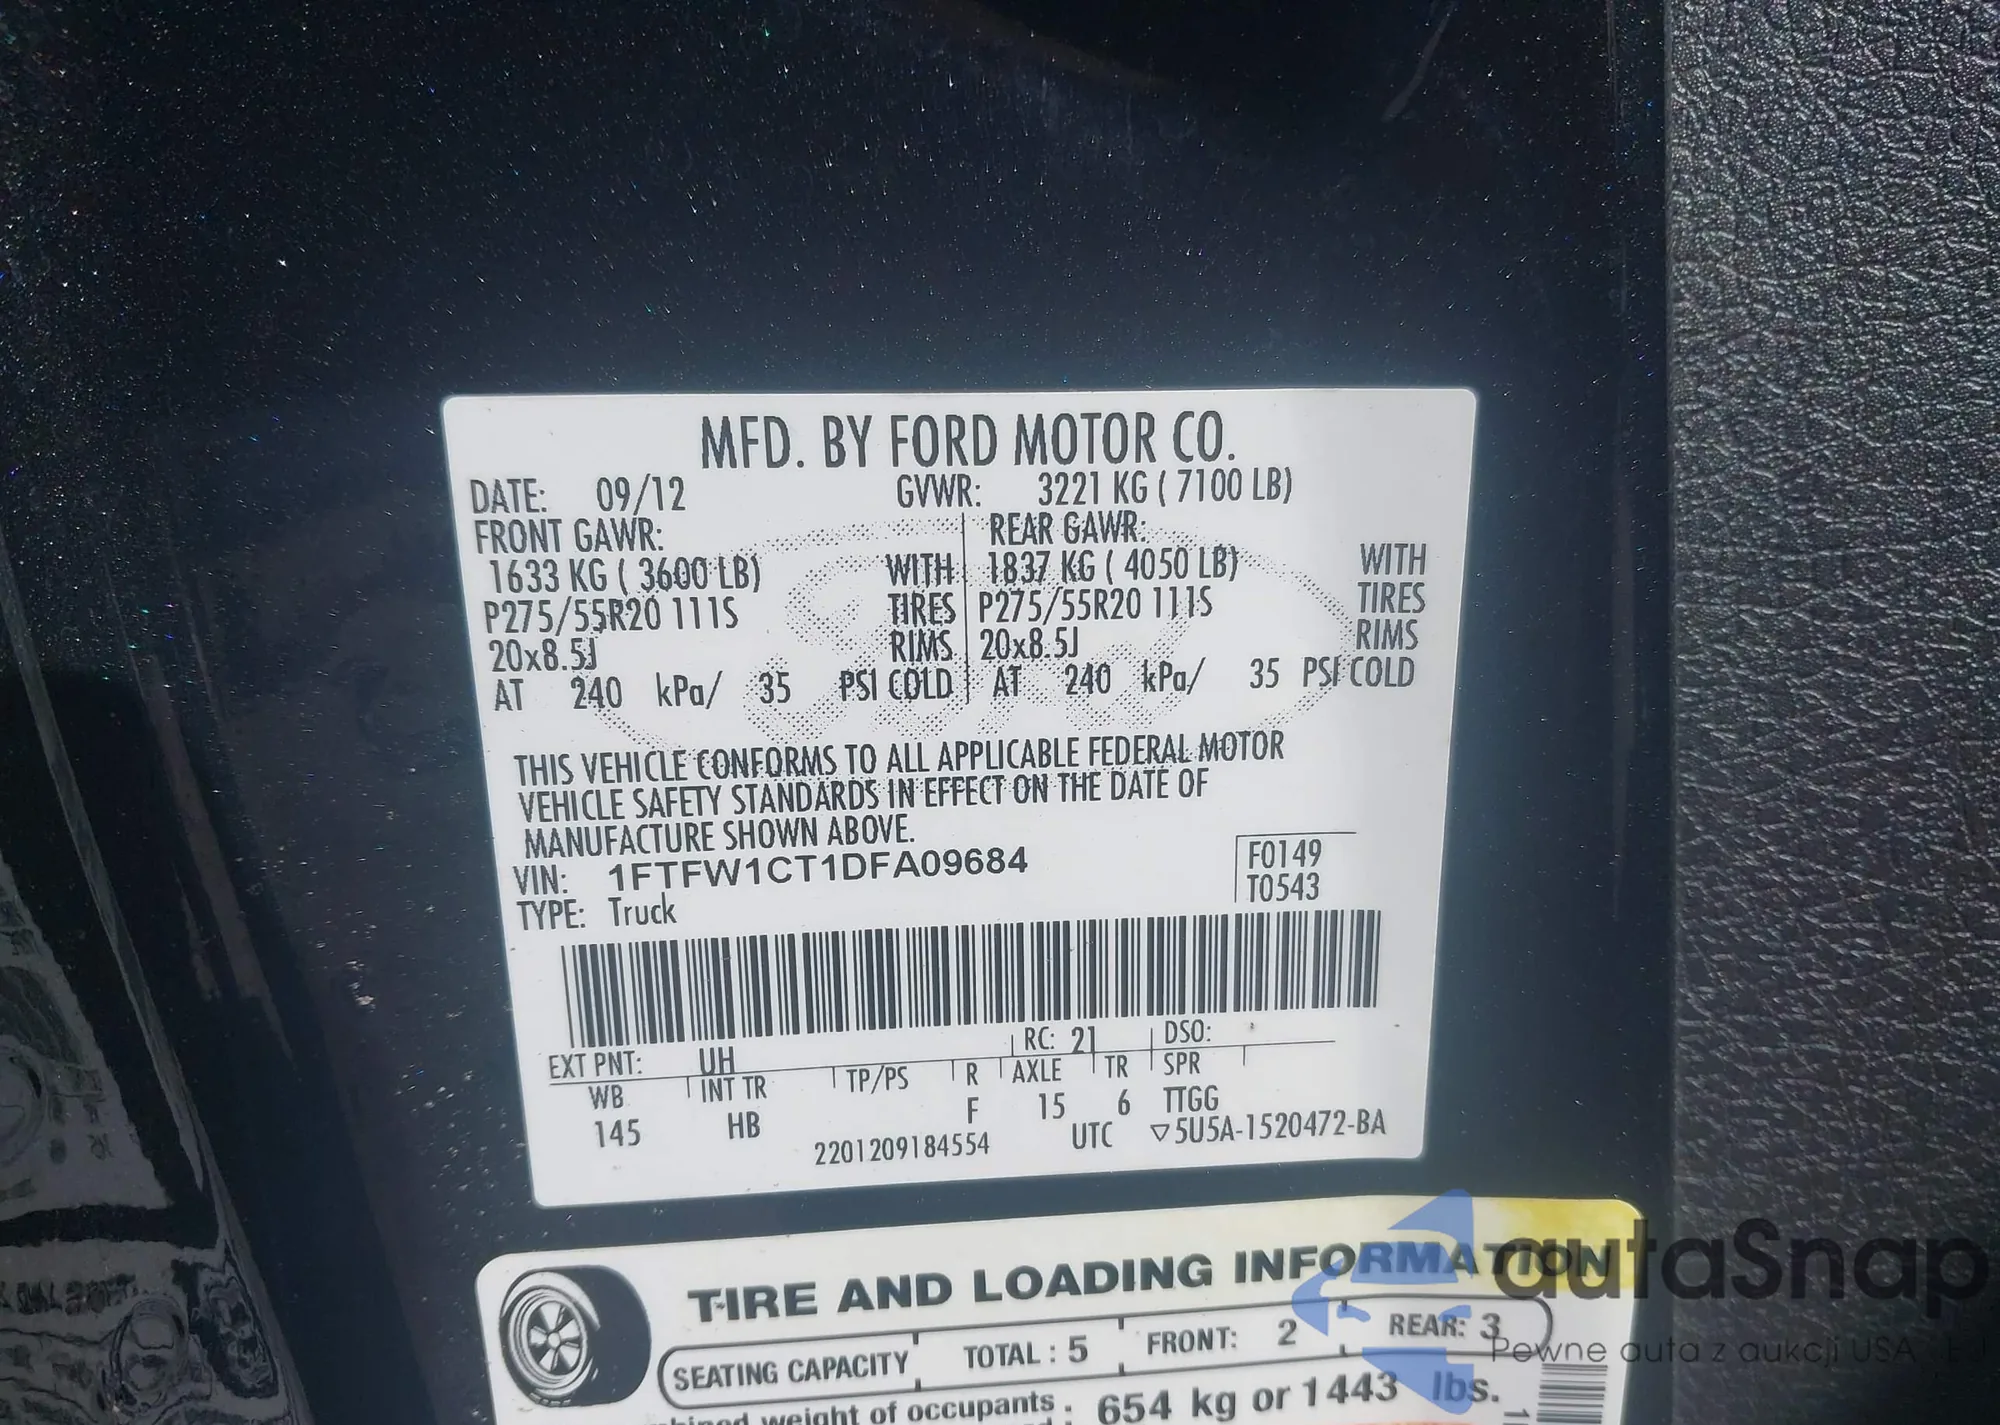 MFD. BY FORD MOTOR CO.
DATE: 09/12 GVWR: 3221 KG ( 7100 LB)
FRONT GAWR: REAR GAWR:
1633 KG ( 3600 LB) WITH 1837 KG ( 4050 LB) WITH
P275/55R20 111S TIRES P275/55R20 111S TIRES
20x8.5J RIMS 20x8.5J RIMS
AT 240 kPa/ 35 PSI COLD AT 240 kPa/ 35 PSI COLD
THIS VEHICLE CONFORMS TO ALL APPLICABLE FEDERAL MOTOR
VEHICLE SAFETY STANDARDS IN EFFECT ON THE DATE OF
MANUFACTURE SHOWN ABOVE.
VIN: 1FTFW1CT1DFA09684 F0149
TYPE: Truck T0543
EXT PNT: UH RC: 21 DSO:
WB INT TR TP/PS R AXLE TR SPR
145 HB F 15 6 TTGG
2201209184554 UTC ▽5U5A-1520472-BA
TIRE AND LOADING INFORMATION
SEATING CAPACITY TOTAL : 5 FRONT: 2 REAR: 3
weight of occupants 654 kg or 1443 lbs.
autaSnap
Pewne auta z aukcji USA